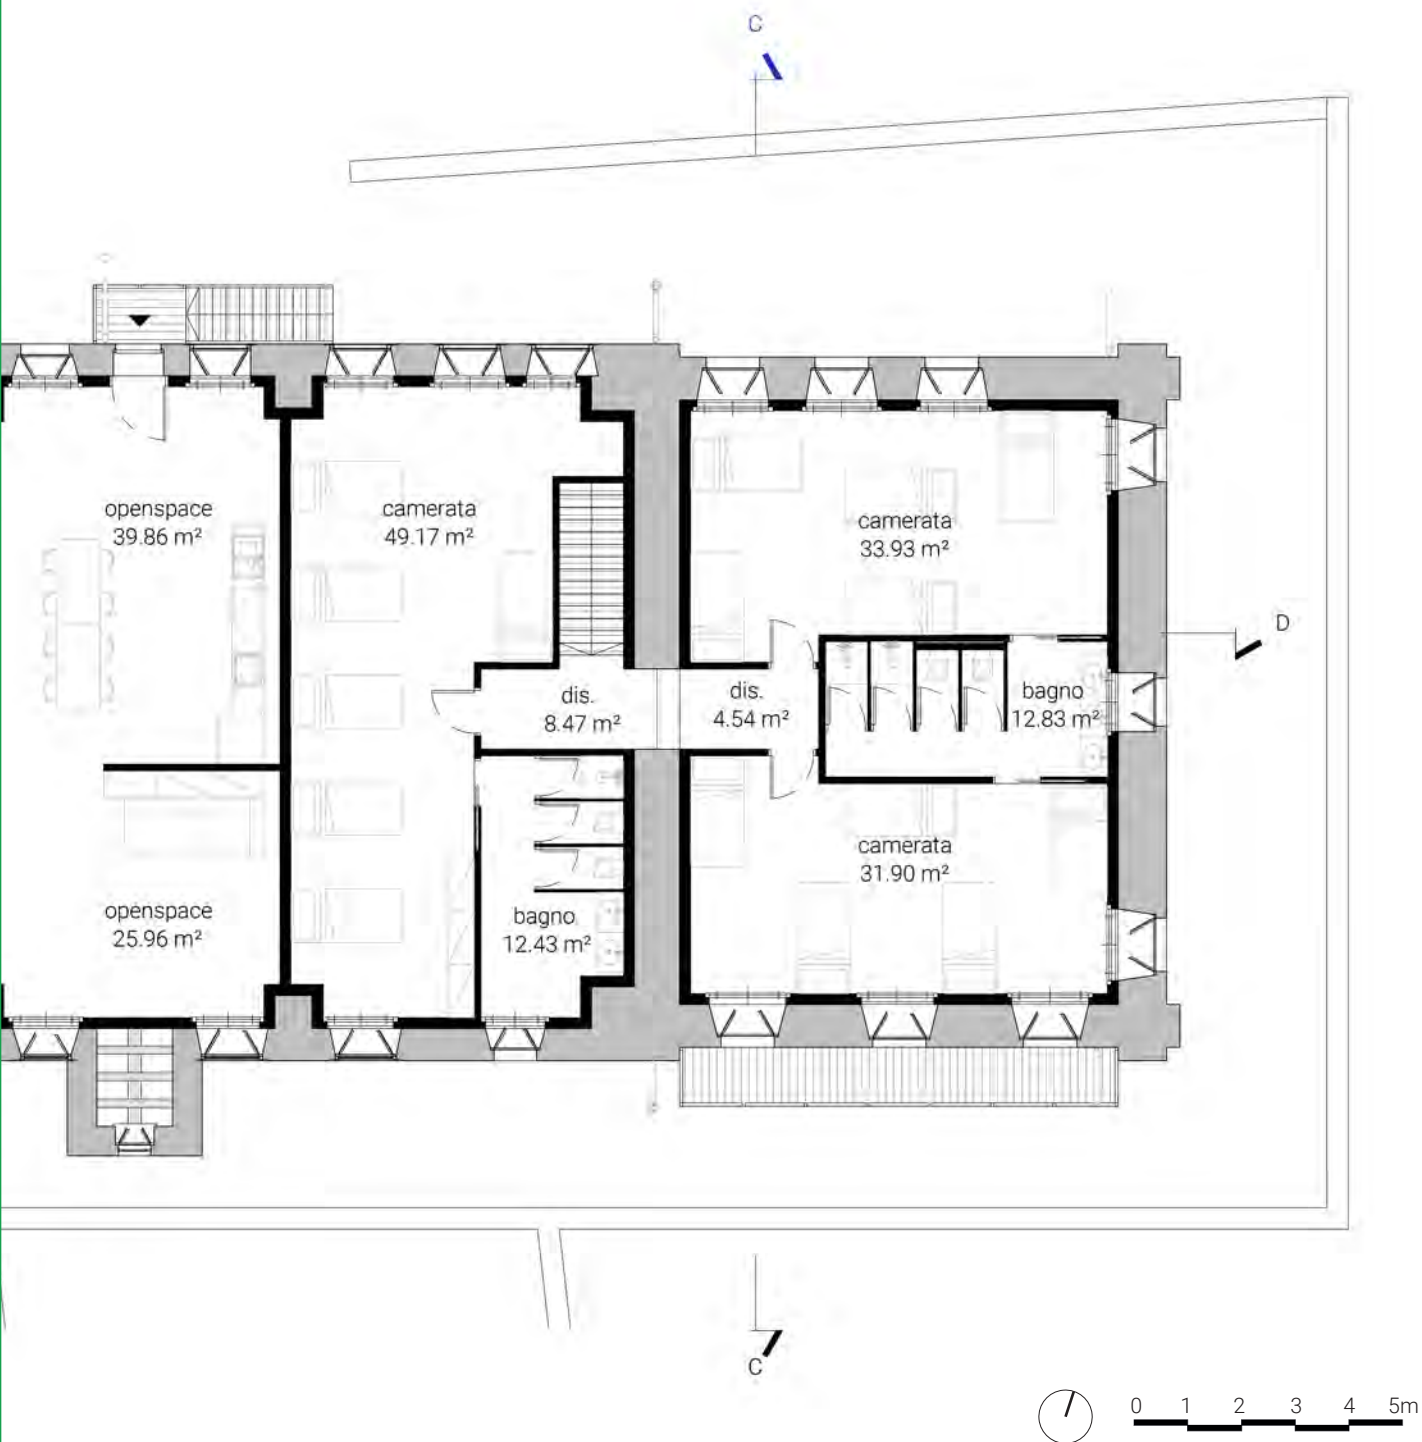 C
openspace
39.86 m²
camerata
49.17 m²
camerata
33.93 m²
D
dis.
8.47 m²
dis.
4.54 m²
bagno
12.83 m²
camerata
31.90 m²
openspace
25.96 m²
bagno
12.43 m²
C
0 1 2 3 4 5m